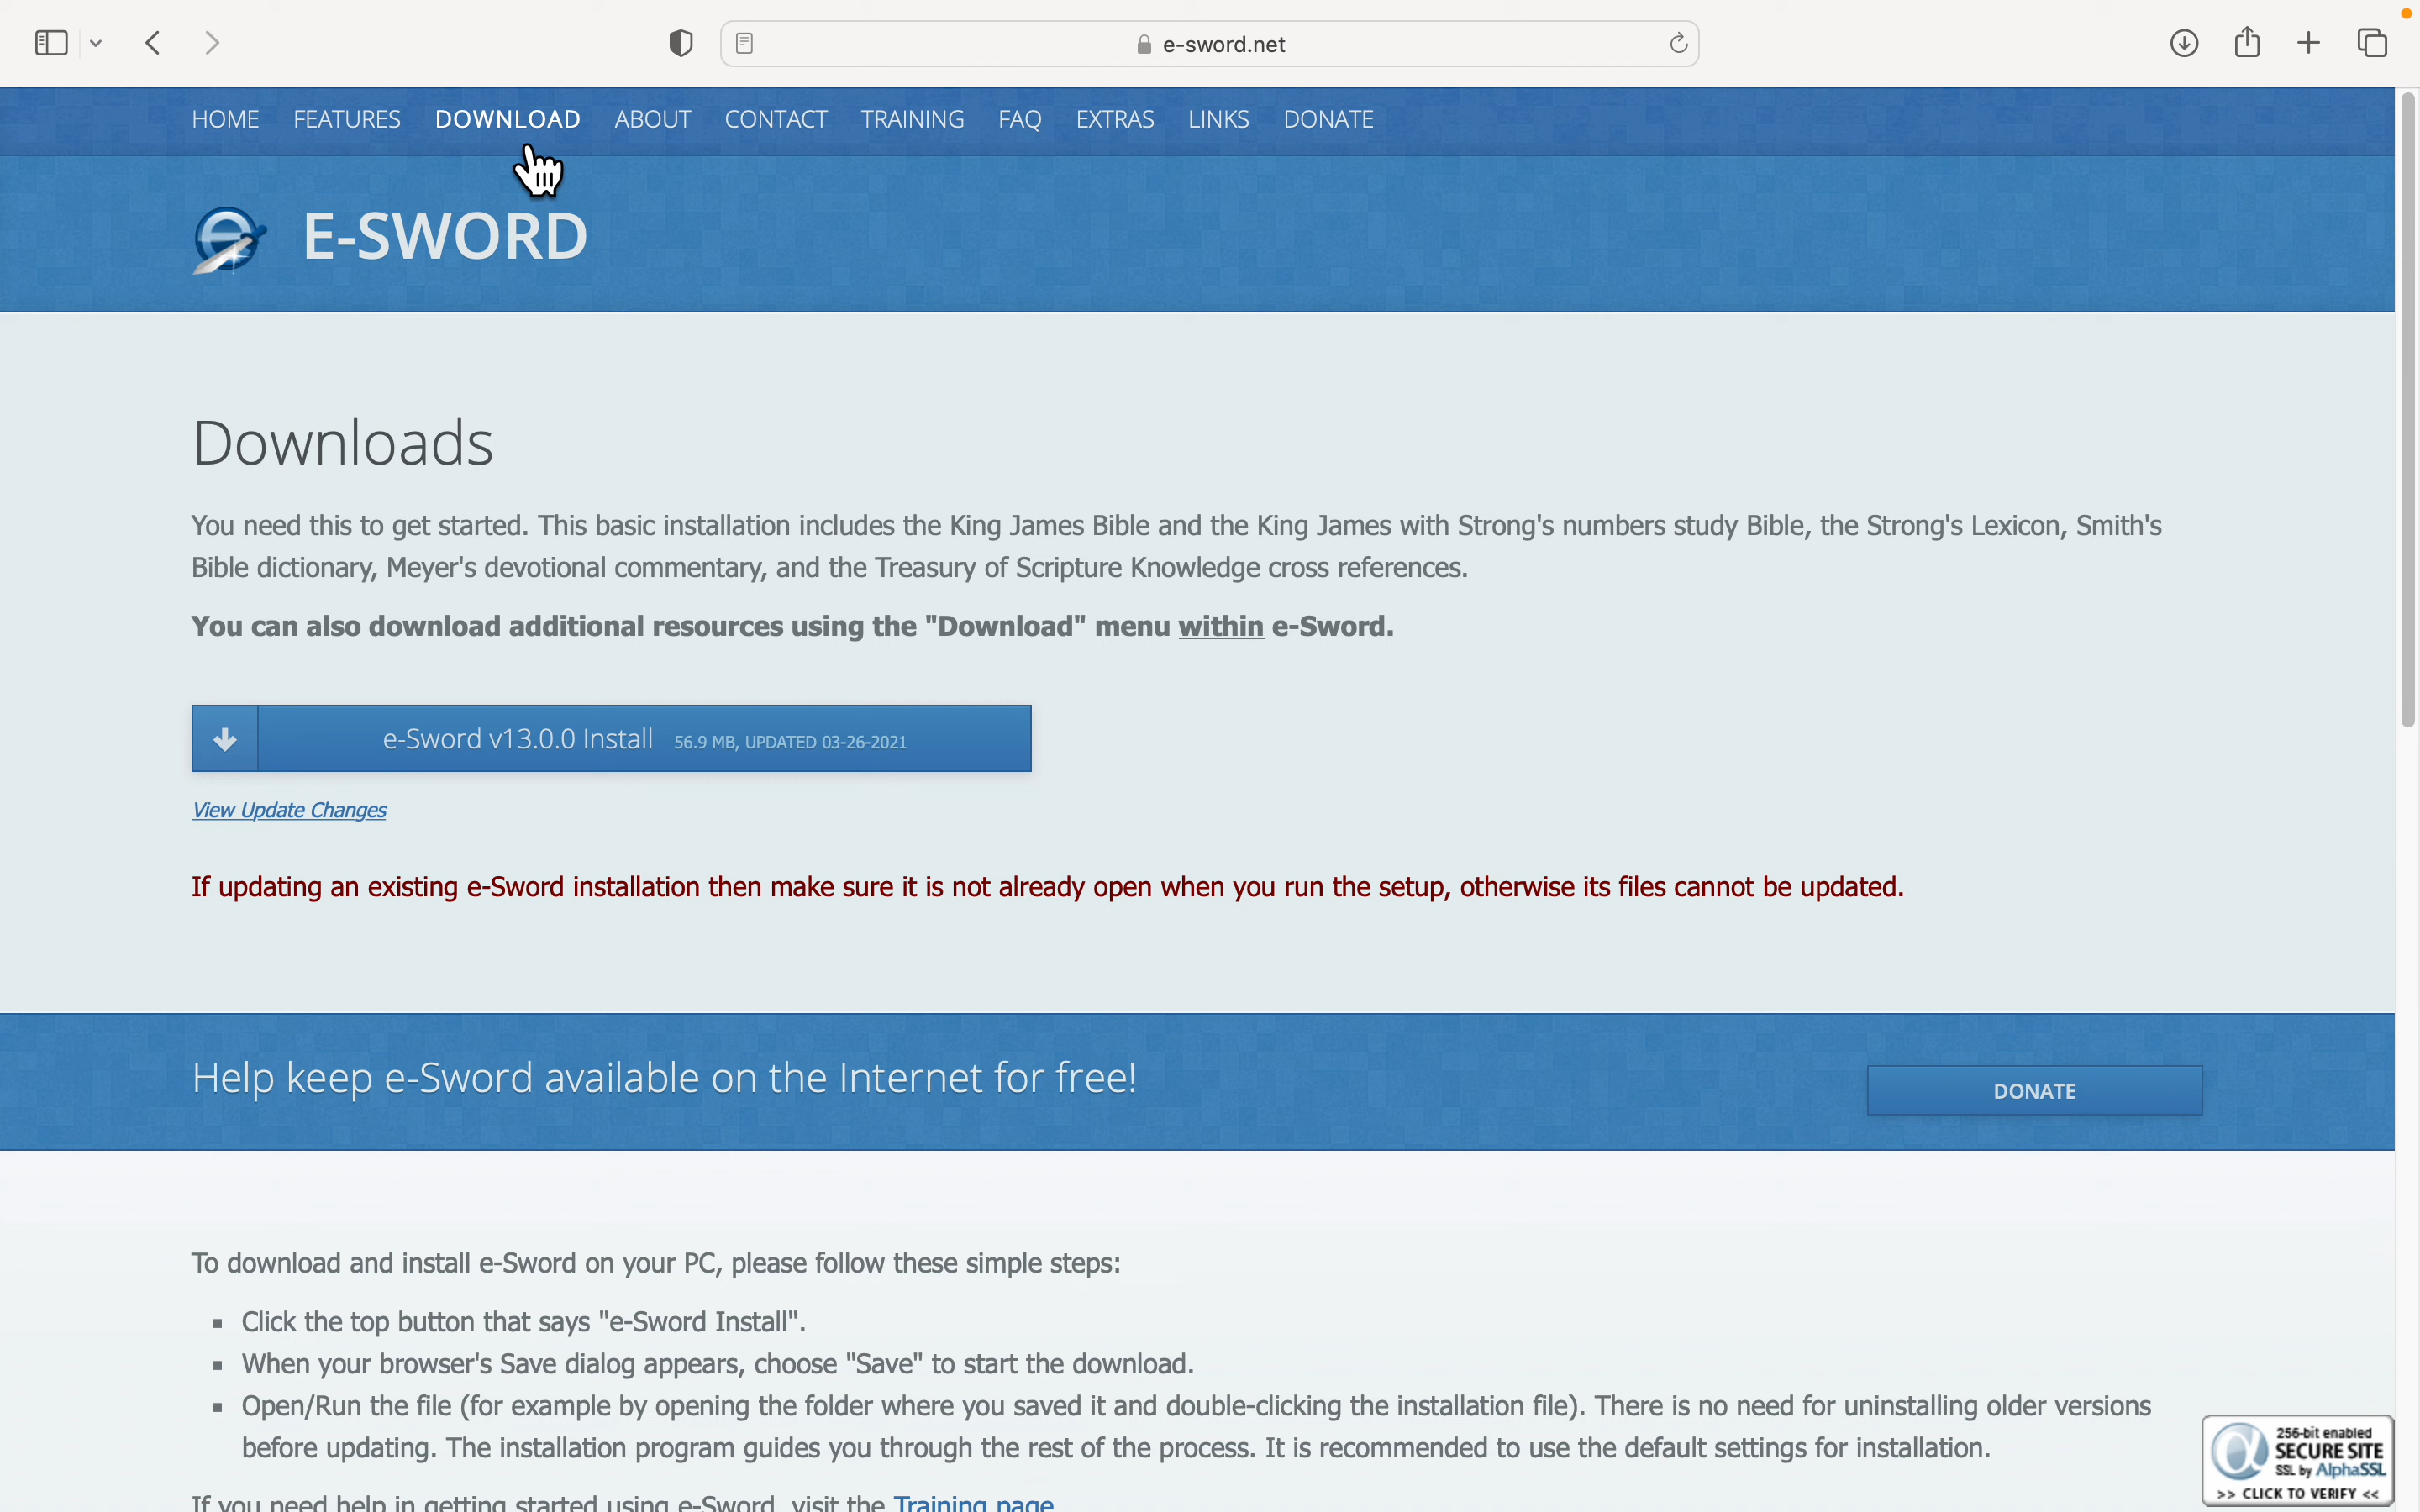 e-sword.net
HOME FEATURES DOWNLOAD ABOUT CONTACT TRAINING FAQ EXTRAS LINKS DONATE
E-SWORD
Downloads
You need this to get started. This basic installation includes the King James Bible and the King James with Strong's numbers study Bible, the Strong's Lexicon, Smith's
Bible dictionary, Meyer's devotional commentary, and the Treasury of Scripture Knowledge cross references.
You can also download additional resources using the "Download" menu within e-Sword.
e-Sword v13.0.0 Install 56.9 MB, UPDATED 03-26-2021
View Update Changes
If updating an existing e-Sword installation then make sure it is not already open when you run the setup, otherwise its files cannot be updated.
Help keep e-Sword available on the Internet for free!
DONATE
To download and install e-Sword on your PC, please follow these simple steps:
▪ Click the top button that says "e-Sword Install".
▪ When your browser's Save dialog appears, choose "Save" to start the download.
▪ Open/Run the file (for example by opening the folder where you saved it and double-clicking the installation file). There is no need for uninstalling older versions
before updating. The installation program guides you through the rest of the process. It is recommended to use the default settings for installation.
256-bit enabled
SECURE SITE
SSL by AlphaSSL
>> CLICK TO VERIFY <<
If you need help in getting started using e-Sword, visit the Training page